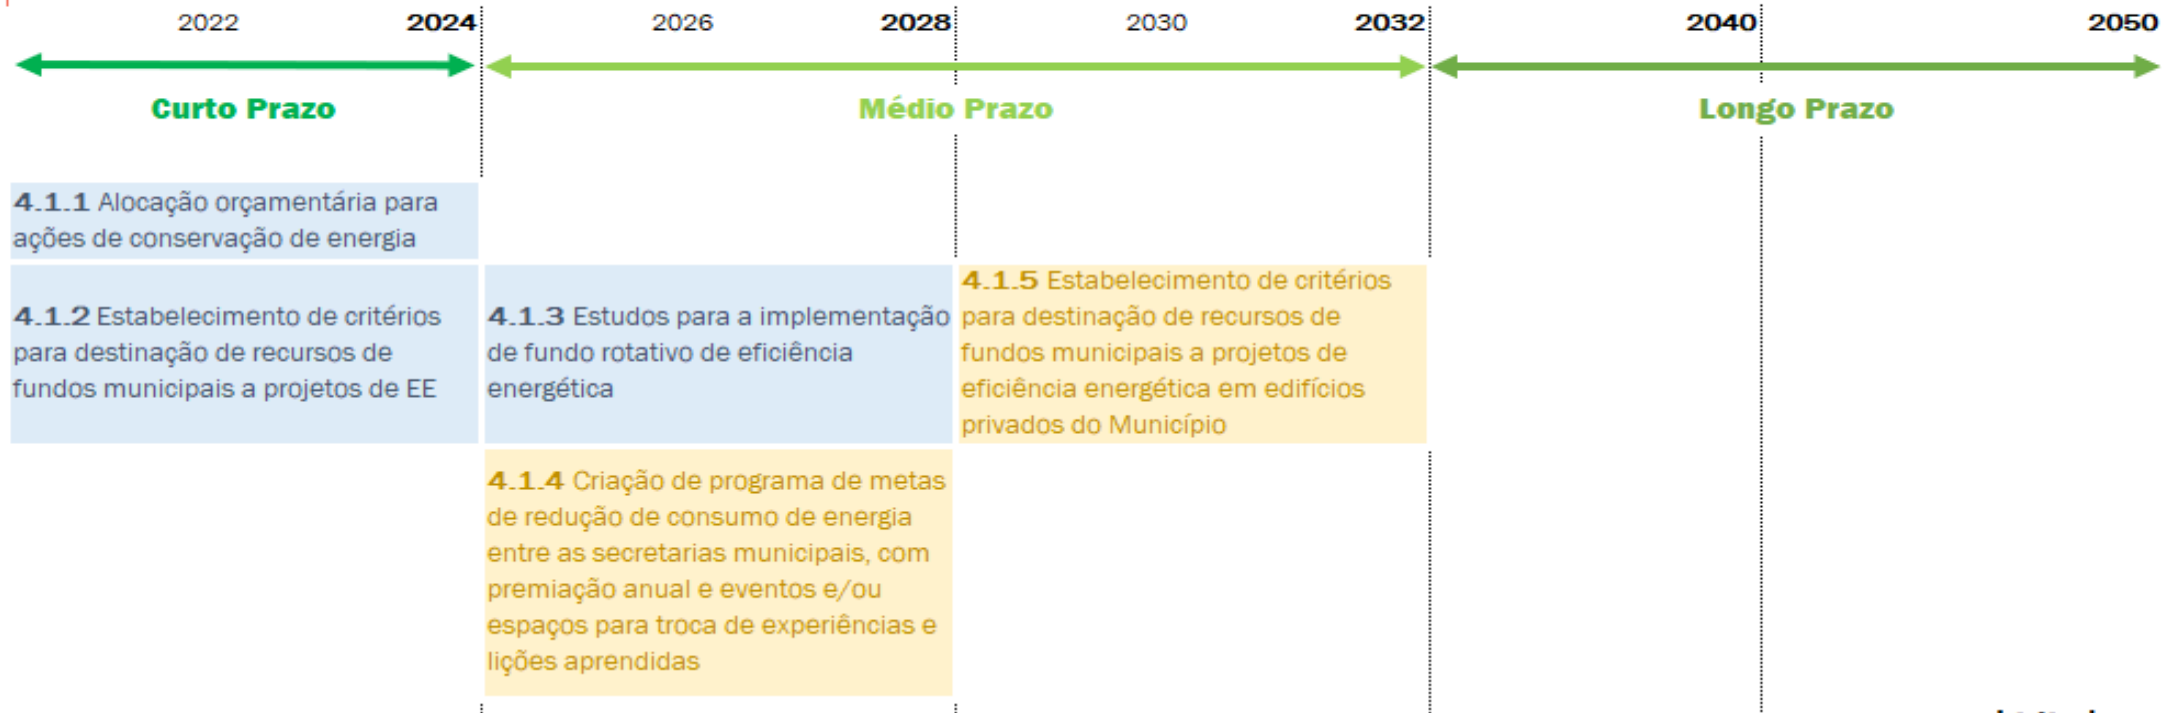 2022 2024 2026 2028 2030 2032 2040 2050
Curto Prazo Médio Prazo Longo Prazo
4.1.1 Alocação orçamentária para
ações de conservação de energia
4.1.2 Estabelecimento de critérios
para destinação de recursos de
fundos municipais a projetos de EE
4.1.3 Estudos para a implementação
de fundo rotativo de eficiência
energética
4.1.5 Estabelecimento de critérios
para destinação de recursos de
fundos municipais a projetos de
eficiência energética em edifícios
privados do Município
4.1.4 Criação de programa de metas
de redução de consumo de energia
entre as secretarias municipais, com
premiação anual e eventos e/ou
espaços para troca de experiências e
lições aprendidas